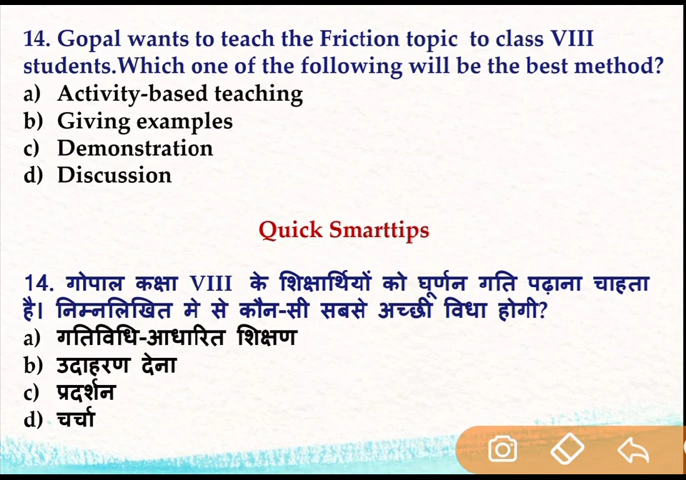 14. Gopal wants to teach the Friction topic to class VIII
students.Which one of the following will be the best method?
a) Activity-based teaching
b) Giving examples
c) Demonstration
d) Discussion
Quick Smarttips
14. गोपाल कक्षा VIII के शिक्षार्थियों को घूर्णन गति पढ़ाना चाहता
है। निम्नलिखित मे से कौन-सी सबसे अच्छी विधा होगी?
a) गतिविधि-आधारित शिक्षण
b) उदाहरण देना
c) प्रदर्शन
d) चर्चा